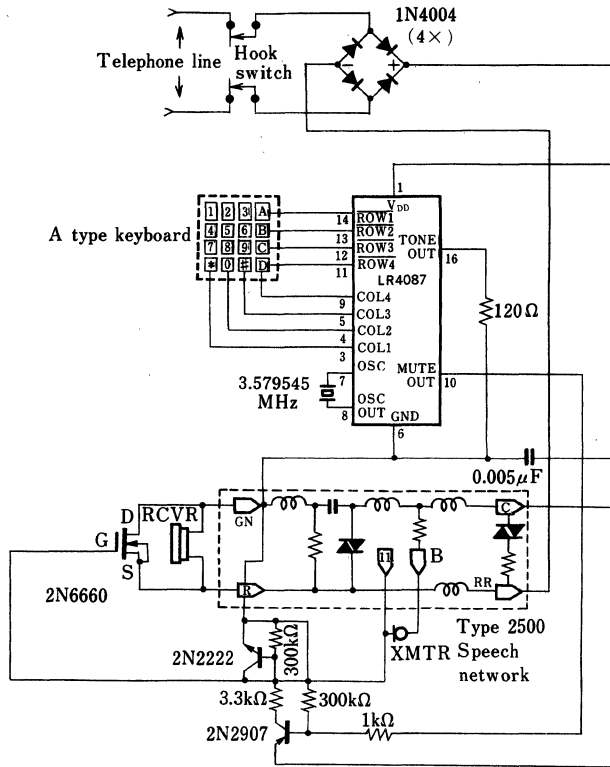 1N4004
(4×)
Telephone line
Hook
switch
−
+
1
VDD
A type keyboard
1 2 3 A
4 5 6 B
7 8 9 C
* 0 # D
14 ROW1
13 ROW2
12 ROW3
11 ROW4
LR4087
TONE
OUT
16
9 COL4
5 COL3
4 COL2
3 COL1
120Ω
3.579545
MHz
7 OSC
8 OSC
OUT
MUTE
OUT
10
GND
6
0.005μF
D
G
S
RCVR
2N6660
GN
C
R
11
B
RR
XMTR
Type 2500
Speech
network
2N2222
300kΩ
3.3kΩ
300kΩ
1kΩ
2N2907